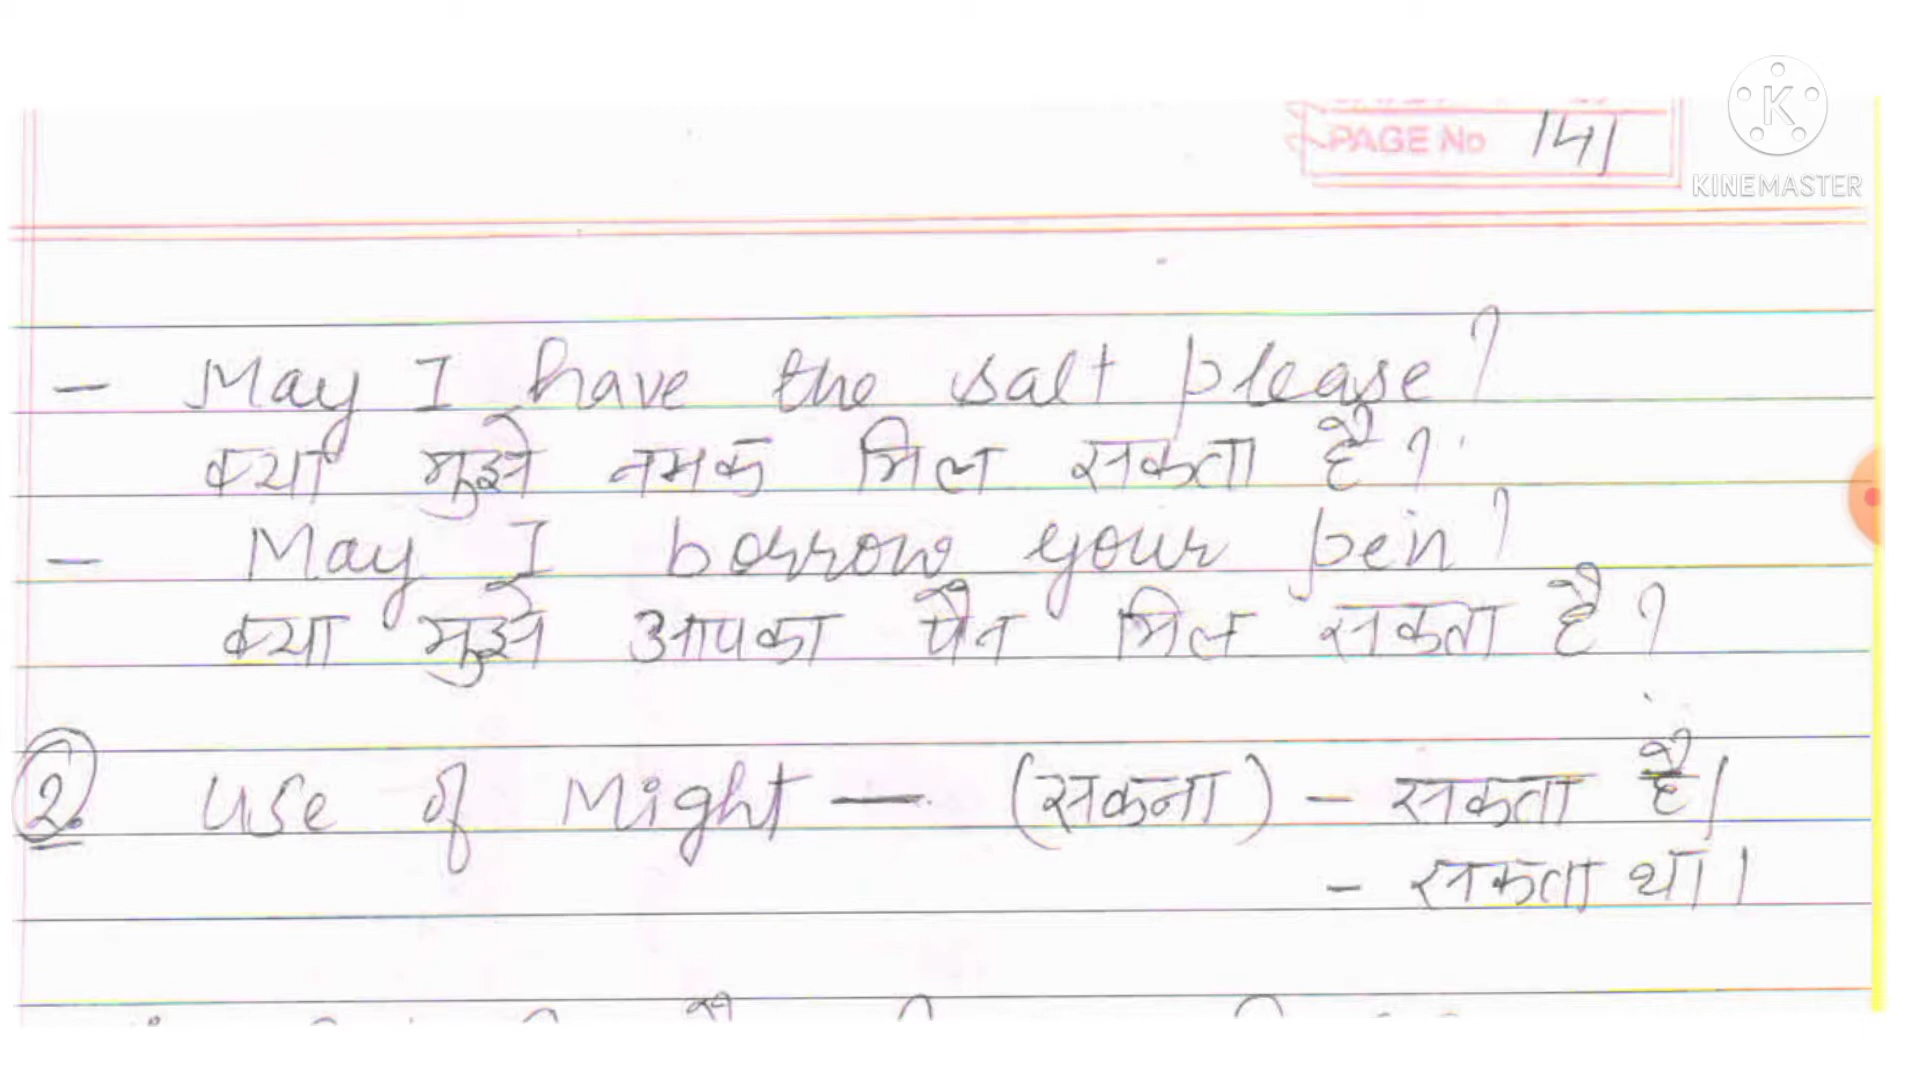 PAGE No 141
KINEMASTER
- May I have the salt please?
क्या मुझे नमक मिल सकता है?
- May I borrow your pen?
क्या मुझे आपका पैन मिल सकता है?
2. Use of Might — (सकना) - सकता है।
- सकता था।